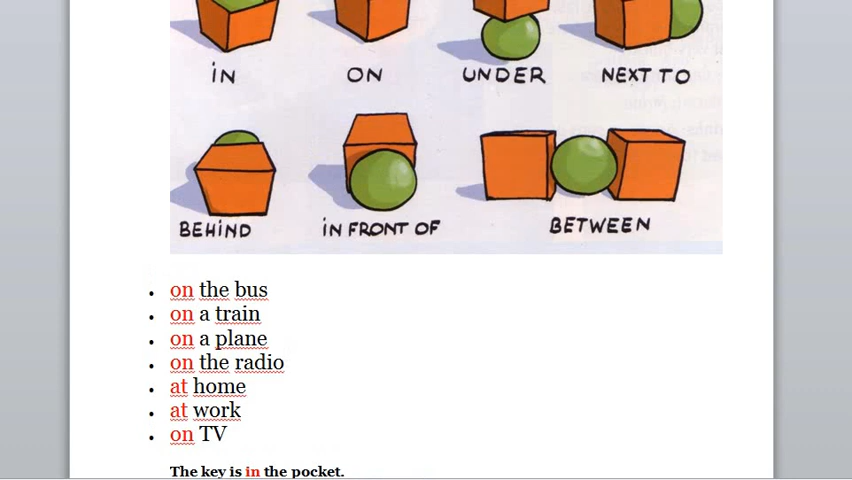 iN ON UNDER NEXT TO
BEHIND iN FRONT OF BETWEEN
on the bus
on a train
on a plane
on the radio
at home
at work
on TV
The key is in the pocket.